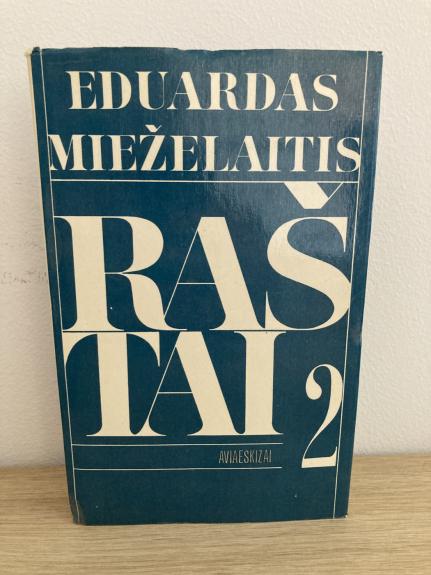 EDUARDAS
MIEŽELAITIS
RAŠ
TAI 2
AVIAESKIZAI